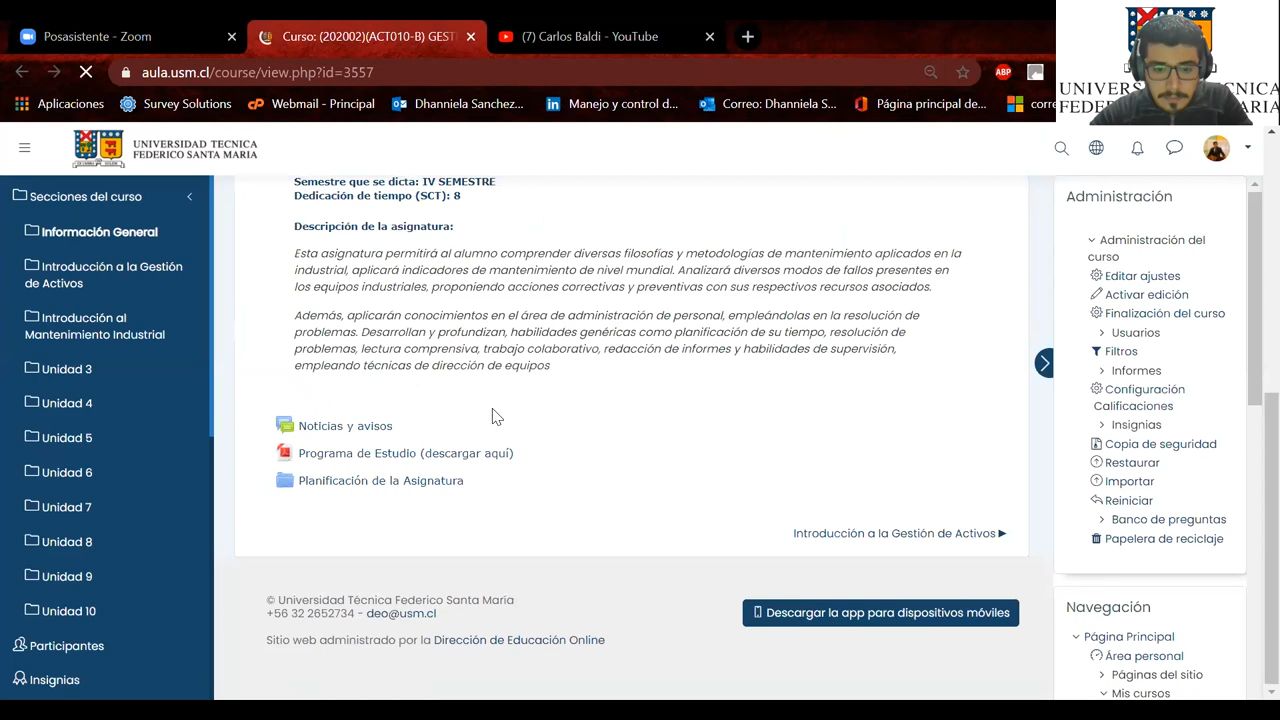 Posasistente - Zoom
Curso: (202002)(ACT010-B) GEST
(7) Carlos Baldi - YouTube
aula.usm.cl/course/view.php?id=3557
ABP
Aplicaciones
Survey Solutions
Webmail - Principal
Dhanniela Sanchez...
Manejo y control d...
Correo: Dhanniela S...
Página principal de...
UNIVERSIDAD TECNICA
FEDERICO SANTA MARIA
Secciones del curso
Información General
Introducción a la Gestión
de Activos
Introducción al
Mantenimiento Industrial
Unidad 3
Unidad 4
Unidad 5
Unidad 6
Unidad 7
Unidad 8
Unidad 9
Unidad 10
Participantes
Insignias
Semestre que se dicta: IV SEMESTRE
Dedicación de tiempo (SCT): 8
Descripción de la asignatura:
Esta asignatura permitirá al alumno comprender diversas filosofías y metodologías de mantenimiento aplicados en la
industrial, aplicará indicadores de mantenimiento de nivel mundial. Analizará diversos modos de fallos presentes en
los equipos industriales, proponiendo acciones correctivas y preventivas con sus respectivos recursos asociados.
Además, aplicarán conocimientos en el área de administración de personal, empleándolas en la resolución de
problemas. Desarrollan y profundizan, habilidades genéricas como planificación de su tiempo, resolución de
problemas, lectura comprensiva, trabajo colaborativo, redacción de informes y habilidades de supervisión,
empleando técnicas de dirección de equipos
Noticias y avisos
Programa de Estudio (descargar aquí)
Planificación de la Asignatura
Introducción a la Gestión de Activos
© Universidad Técnica Federico Santa María
+56 32 2652734 - deo@usm.cl
Sitio web administrado por la Dirección de Educación Online
Descargar la app para dispositivos móviles
Administración
Administración del
curso
Editar ajustes
Activar edición
Finalización del curso
Usuarios
Filtros
Informes
Configuración
Calificaciones
Insignias
Copia de seguridad
Restaurar
Importar
Reiniciar
Banco de preguntas
Papelera de reciclaje
Navegación
Página Principal
Área personal
Páginas del sitio
Mis cursos